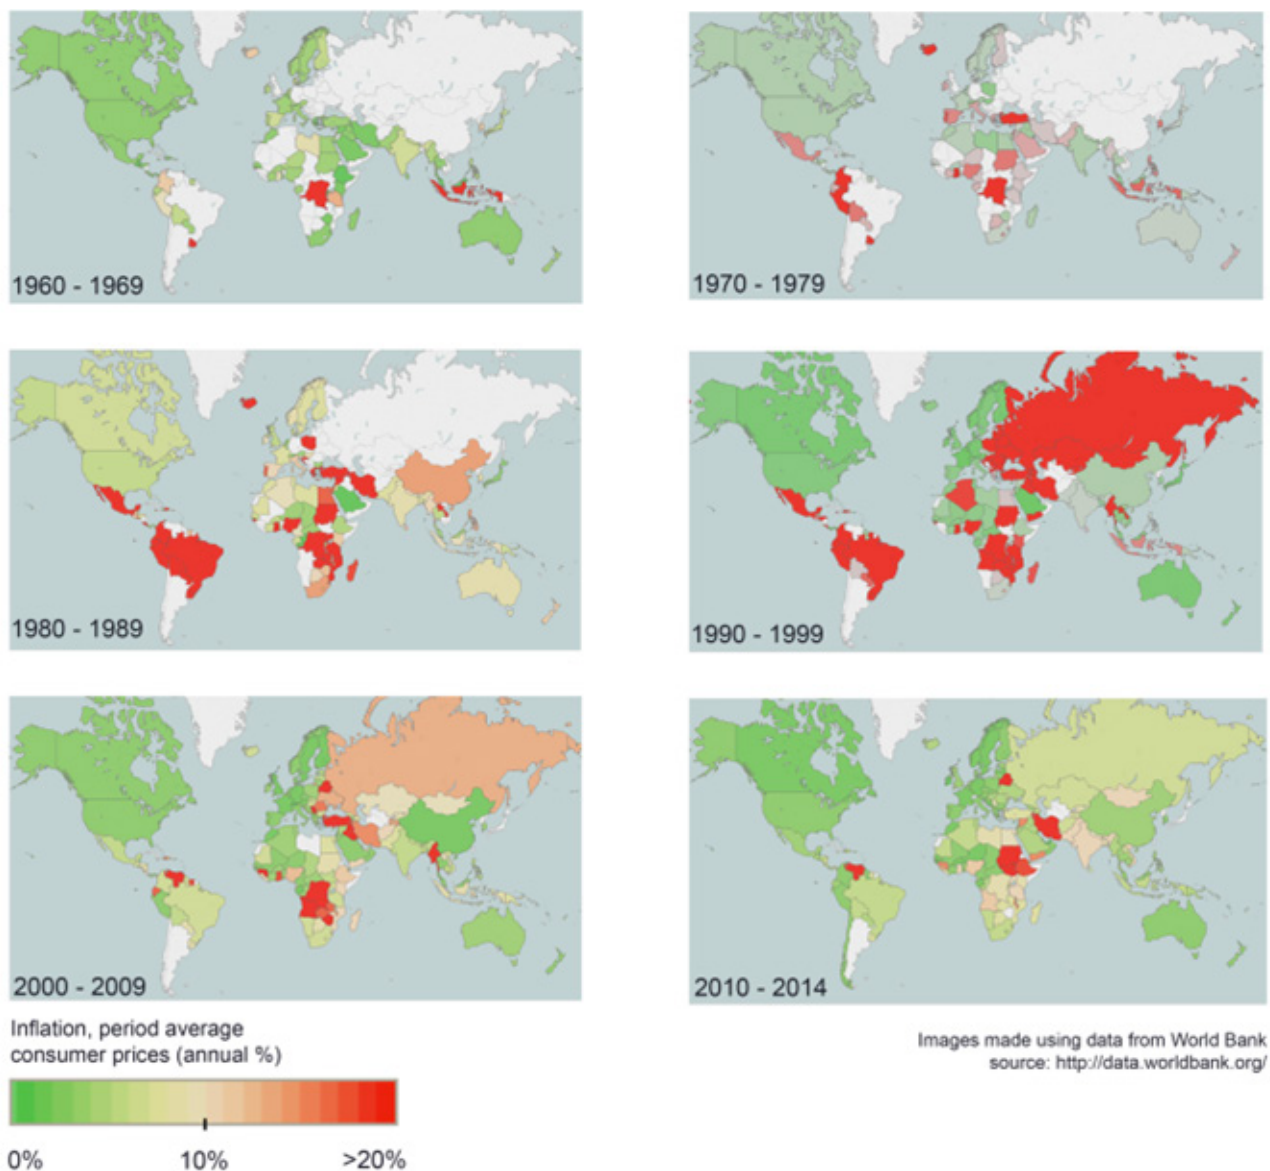 1960 - 1969
1970 - 1979
1980 - 1989
1990 - 1999
2000 - 2009
2010 - 2014
Inflation, period average
consumer prices (annual %)
0%
10%
>20%
Images made using data from World Bank
source: http://data.worldbank.org/